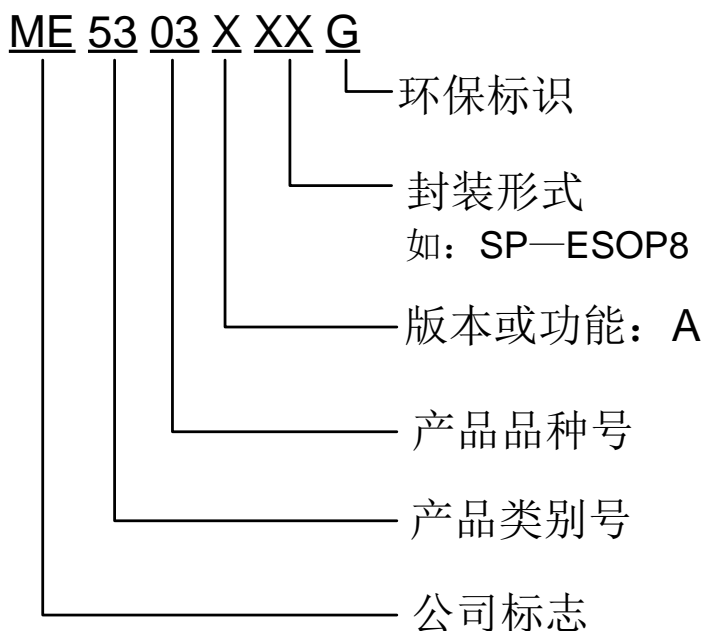 ME 53 03 X XX G
环保标识
封装形式
如：SP—ESOP8
版本或功能：A
产品品种号
产品类别号
公司标志